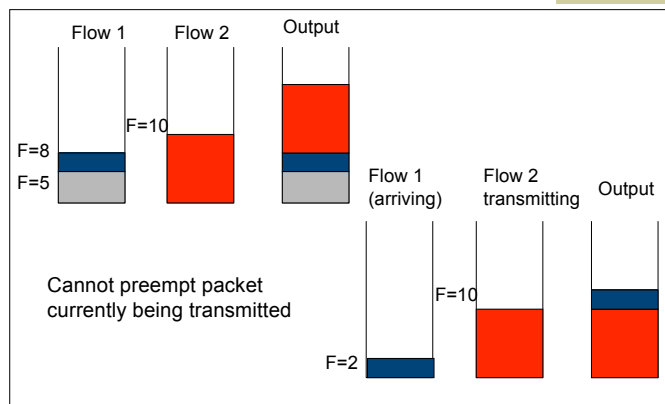 Flow 1
Flow 2
Output
F=10
F=8
F=5
Flow 1
(arriving)
Flow 2
transmitting
Output
Cannot preempt packet
currently being transmitted
F=10
F=2